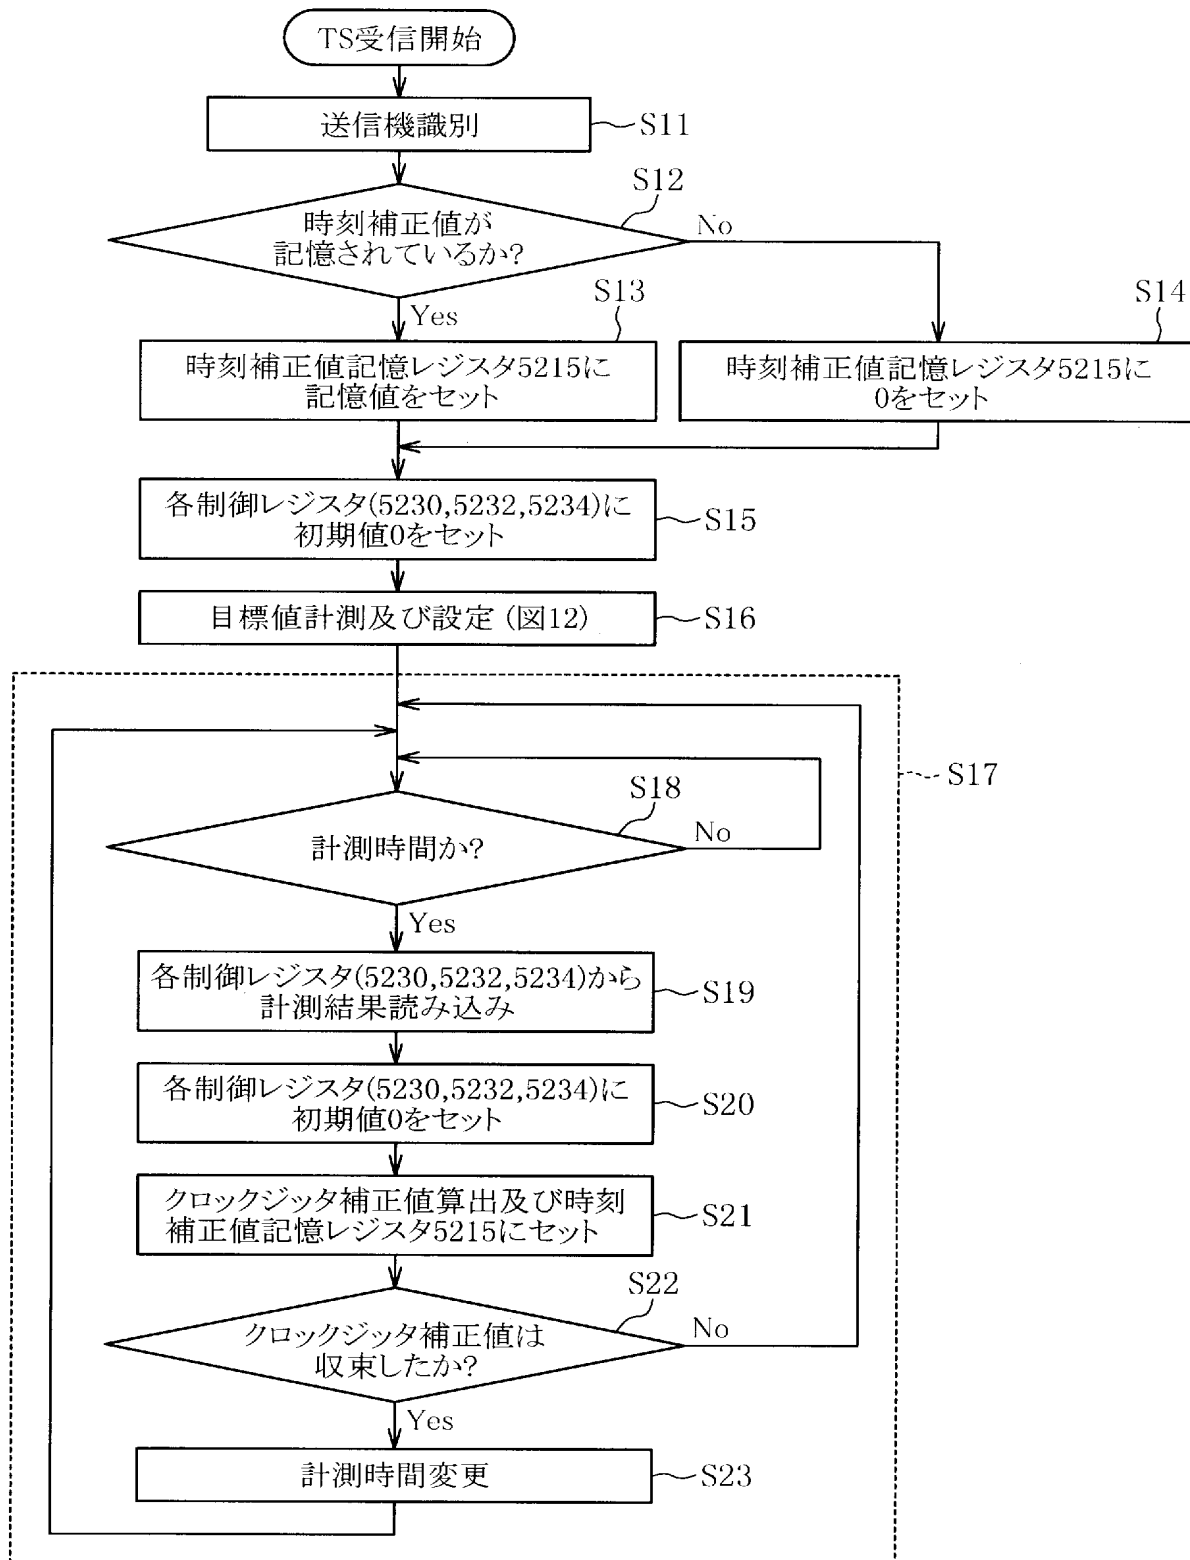 TS受信開始
送信機識別
S11
S12
時刻補正値が
記憶されているか?
No
Yes
S13
S14
時刻補正値記憶レジスタ5215に
記憶値をセット
時刻補正値記憶レジスタ5215に
0をセット
各制御レジスタ(5230,5232,5234)に
初期値0をセット
S15
目標値計測及び設定(図12)
S16
S17
S18
計測時間か?
No
Yes
各制御レジスタ(5230,5232,5234)から
計測結果読み込み
S19
各制御レジスタ(5230,5232,5234)に
初期値0をセット
S20
クロックジッタ補正値算出及び時刻
補正値記憶レジスタ5215にセット
S21
S22
クロックジッタ補正値は
収束したか?
No
Yes
計測時間変更
S23